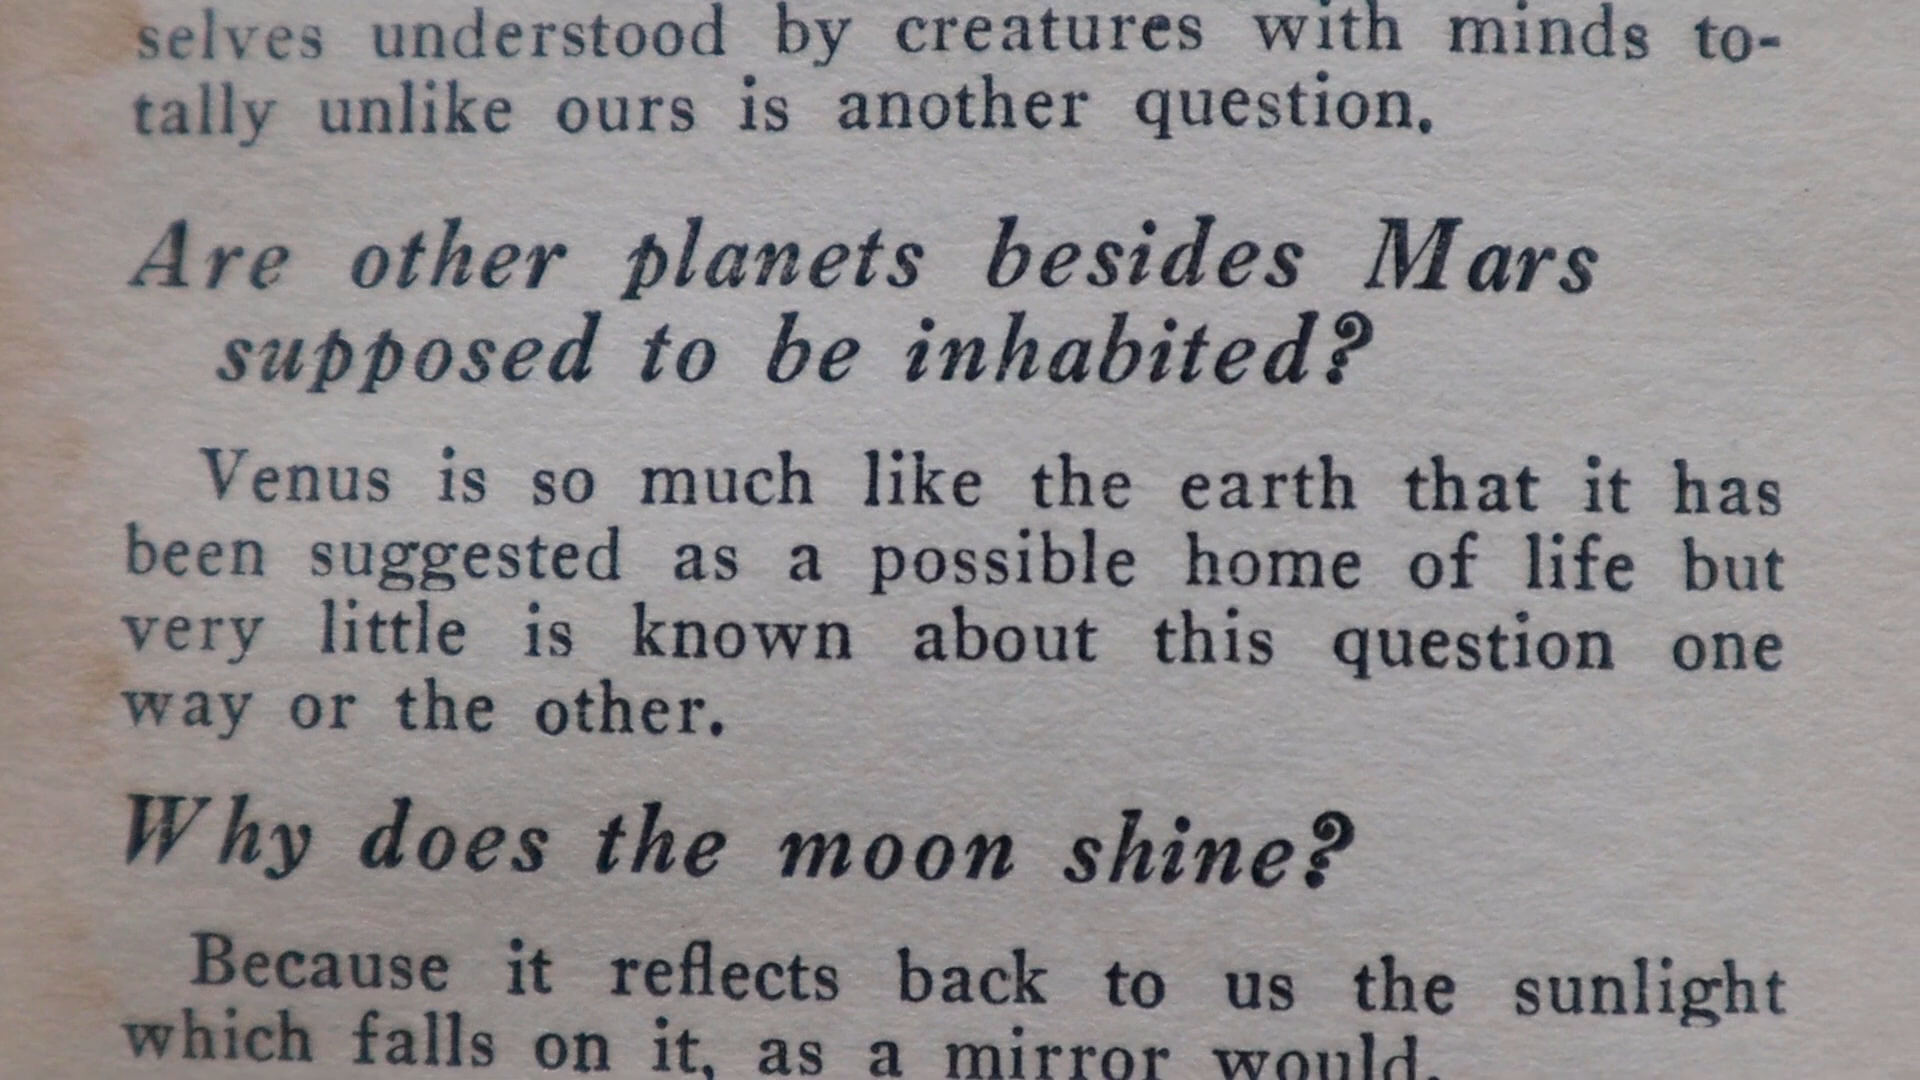 selves understood by creatures with minds to-
tally unlike ours is another question.
Are other planets besides Mars
supposed to be inhabited?
Venus is so much like the earth that it has
been suggested as a possible home of life but
very little is known about this question one
way or the other.
Why does the moon shine?
Because it reflects back to us the sunlight
which falls on it, as a mirror would.